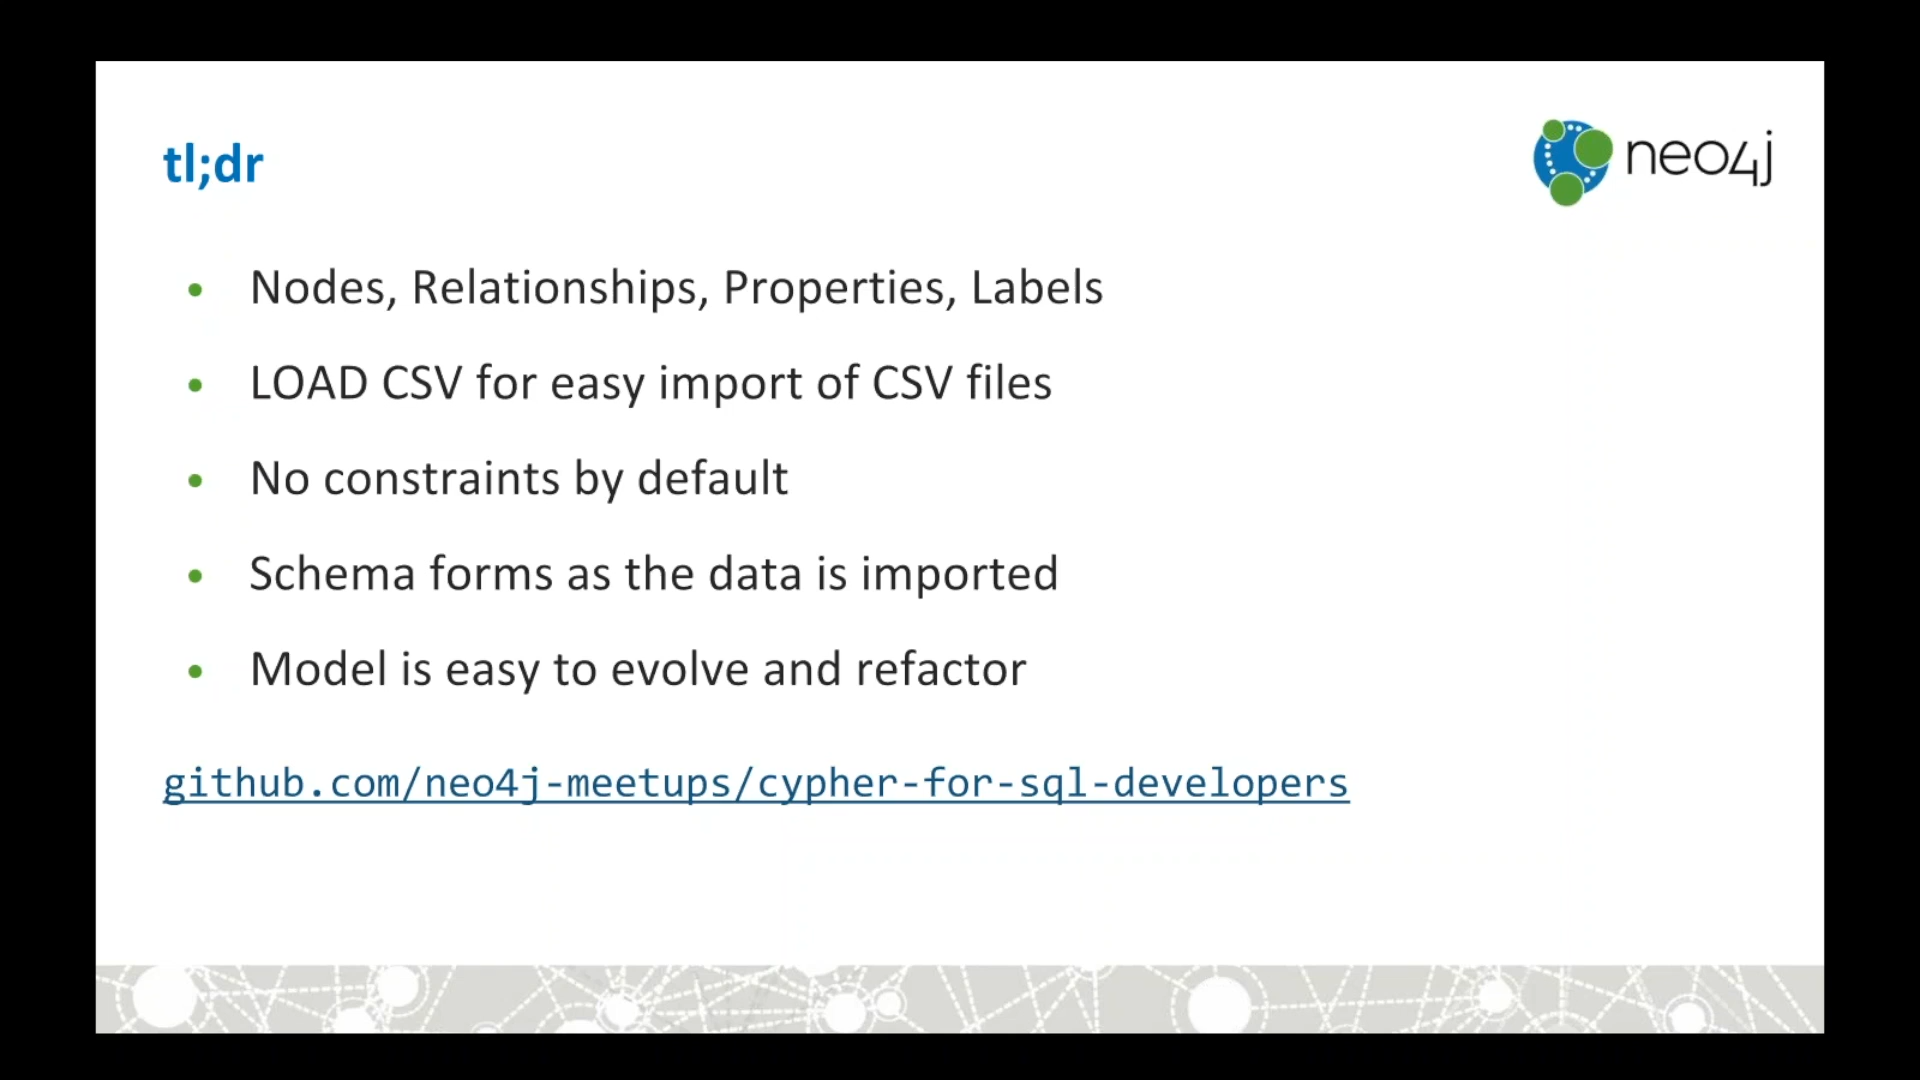 tl;dr
neo4j
• Nodes, Relationships, Properties, Labels
• LOAD CSV for easy import of CSV files
• No constraints by default
• Schema forms as the data is imported
• Model is easy to evolve and refactor
github.com/neo4j-meetups/cypher-for-sql-developers